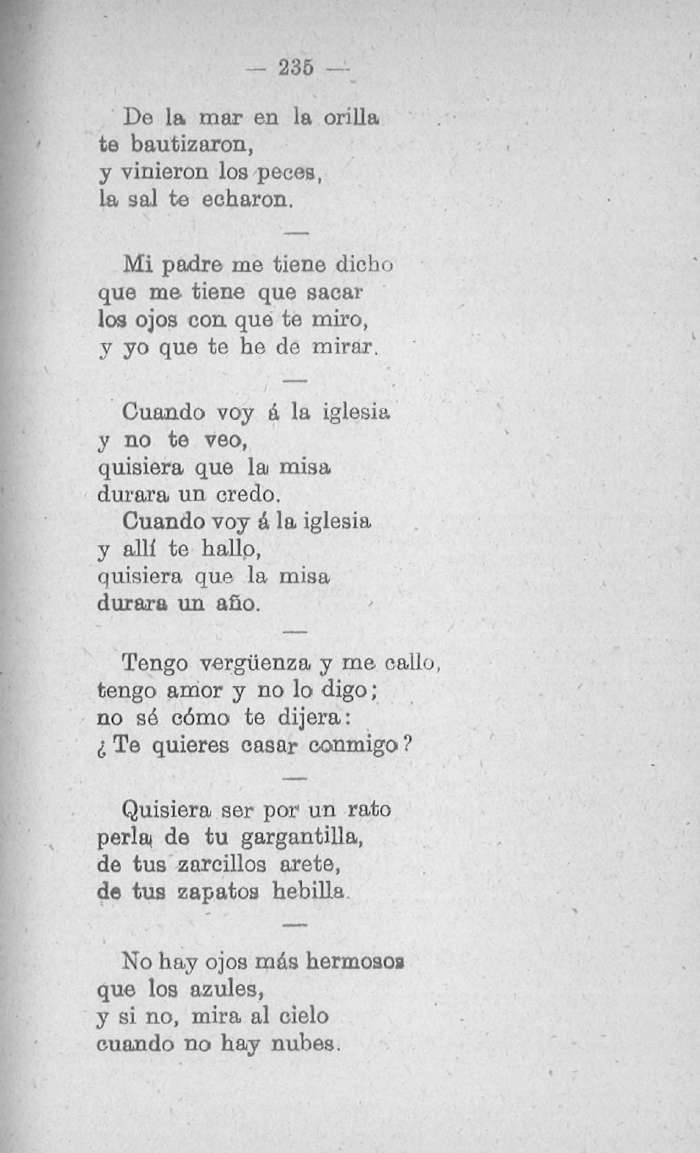 — 235 —
De la mar en la orilla
te bautizaron,
y vinieron los peces,
la sal te echaron.
—
Mi padre me tiene dicho
que me tiene que sacar
los ojos con que te miro,
y yo que te he de mirar.
—
Cuando voy á la iglesia
y no te veo,
quisiera que la misa
durara un credo.
Cuando voy á la iglesia
y allí te hallo,
quisiera que la misa
durara un año.
—
Tengo vergüenza y me callo,
tengo amor y no lo digo;
no sé cómo te dijera:
¿Te quieres casar conmigo?
—
Quisiera ser por un rato
perla de tu gargantilla,
de tus zarcillos arete,
de tus zapatos hebilla.
—
No hay ojos más hermosos
que los azules,
y si no, mira al cielo
cuando no hay nubes.